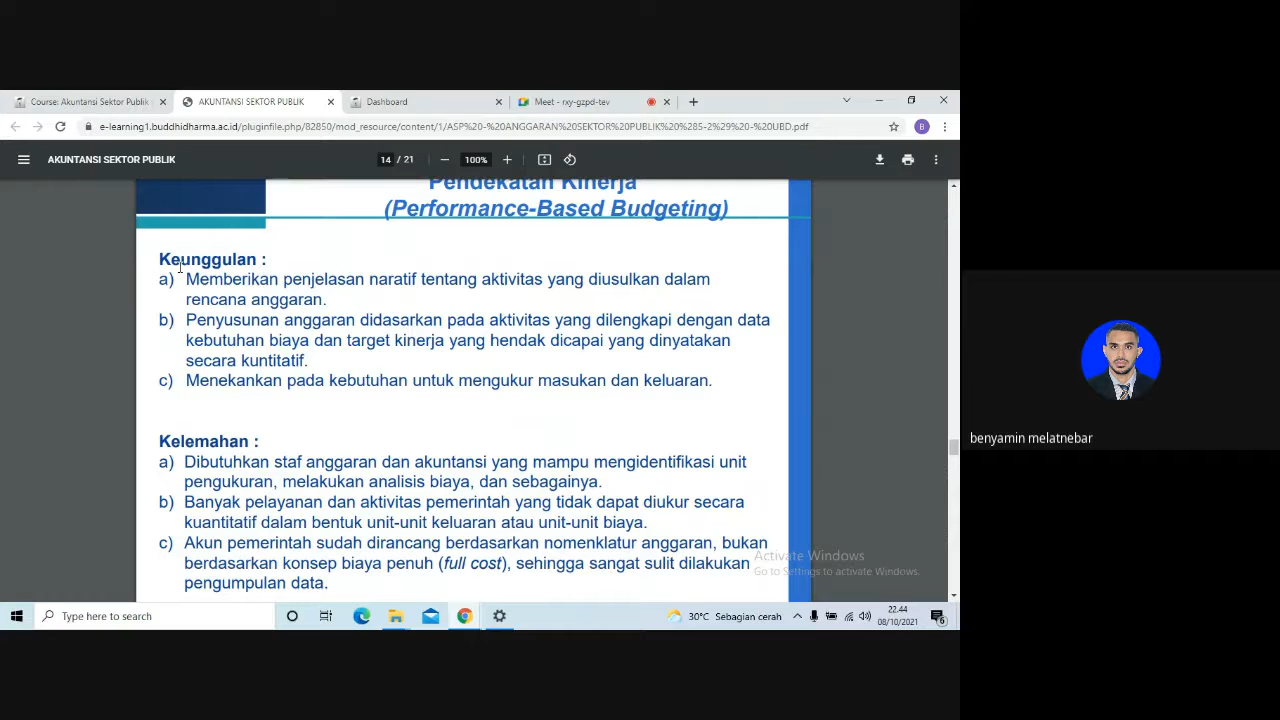 Course: Akuntansi Sektor Publik
AKUNTANSI SEKTOR PUBLIK
Dashboard
Meet - rxy-gzpd-tev
e-learning1.buddhidharma.ac.id/pluginfile.php/82850/mod_resource/content/1/ASP%20-%20ANGGARAN%20SEKTOR%20PUBLIK%20%285-2%29%20-%20UBD.pdf
B
AKUNTANSI SEKTOR PUBLIK
14 / 21
100%
Pendekatan Kinerja
(Performance-Based Budgeting)
Keunggulan :
a) Memberikan penjelasan naratif tentang aktivitas yang diusulkan dalam
rencana anggaran.
b) Penyusunan anggaran didasarkan pada aktivitas yang dilengkapi dengan data
kebutuhan biaya dan target kinerja yang hendak dicapai yang dinyatakan
secara kuntitatif.
c) Menekankan pada kebutuhan untuk mengukur masukan dan keluaran.
Kelemahan :
a) Dibutuhkan staf anggaran dan akuntansi yang mampu mengidentifikasi unit
pengukuran, melakukan analisis biaya, dan sebagainya.
b) Banyak pelayanan dan aktivitas pemerintah yang tidak dapat diukur secara
kuantitatif dalam bentuk unit-unit keluaran atau unit-unit biaya.
c) Akun pemerintah sudah dirancang berdasarkan nomenklatur anggaran, bukan
berdasarkan konsep biaya penuh (full cost), sehingga sangat sulit dilakukan
pengumpulan data.
Activate Windows
Go to Settings to activate Windows.
Type here to search
30°C Sebagian cerah
22.44
08/10/2021
6
benyamin melatnebar